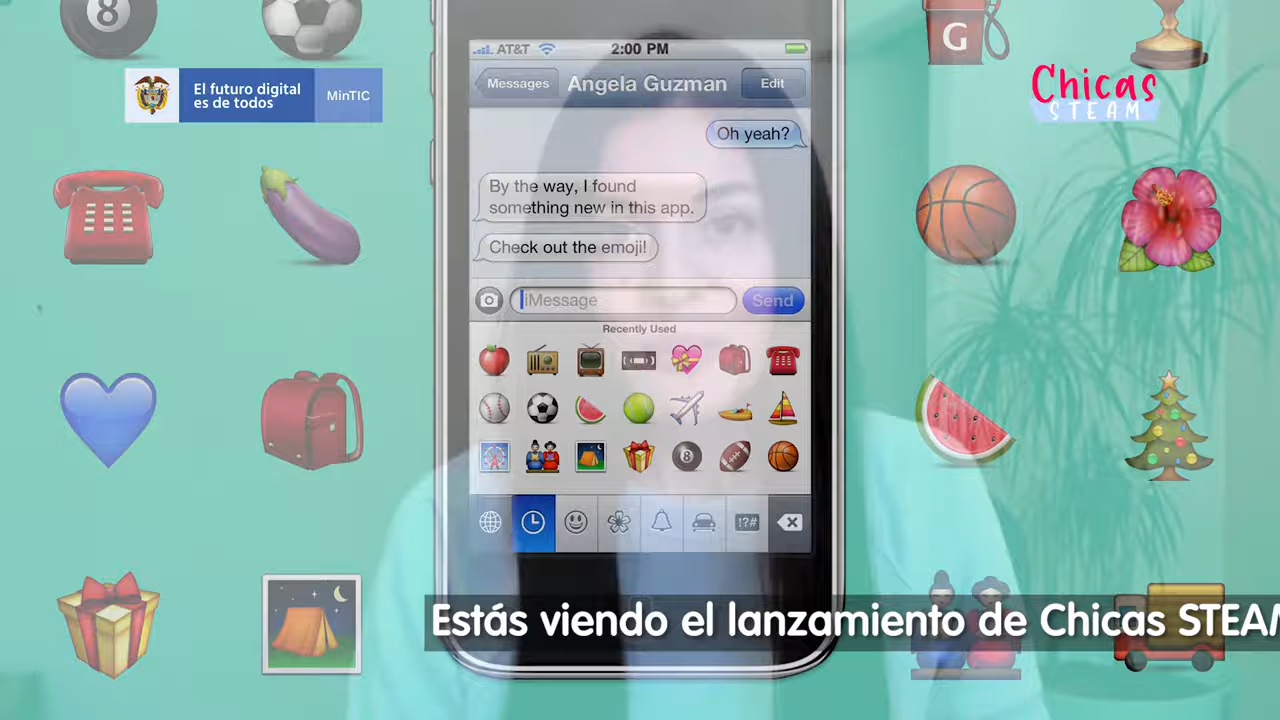 8
G
El futuro digital
es de todos
MinTIC
Chicas
STEAM
AT&T
2:00 PM
Messages
Angela Guzman
Edit
Oh yeah?
By the way, I found
something new in this app.
Check out the emoji!
iMessage
Send
Recently Used
8
!?#
Estás viendo el lanzamiento de Chicas STEAM